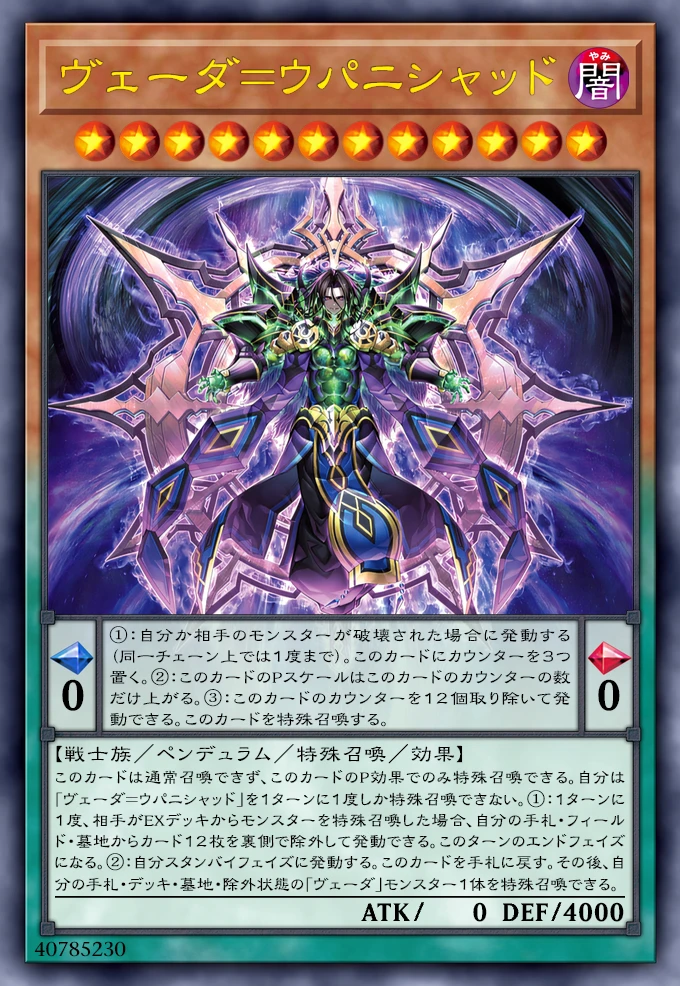 ヴェーダ＝ウパニシャッド
やみ
闇
①：自分か相手のモンスターが破壊された場合に発動する
（同一チェーン上では１度まで）。このカードにカウンターを３つ
置く。②：このカードのPスケールはこのカードのカウンターの数
だけ上がる。③：このカードのカウンターを１２個取り除いて発
動できる。このカードを特殊召喚する。
0
0
【戦士族／ペンデュラム／特殊召喚／効果】
このカードは通常召喚できず、このカードのP効果でのみ特殊召喚できる。自分は
「ヴェーダ＝ウパニシャッド」を１ターンに１度しか特殊召喚できない。①：１ターンに
１度、相手がEXデッキからモンスターを特殊召喚した場合、自分の手札・フィール
ド・墓地からカード１２枚を裏側で除外して発動できる。このターンのエンドフェイズ
になる。②：自分スタンバイフェイズに発動する。このカードを手札に戻す。その後、自
分の手札・デッキ・墓地・除外状態の「ヴェーダ」モンスター１体を特殊召喚できる。
ATK/ 0 DEF/4000
40785230